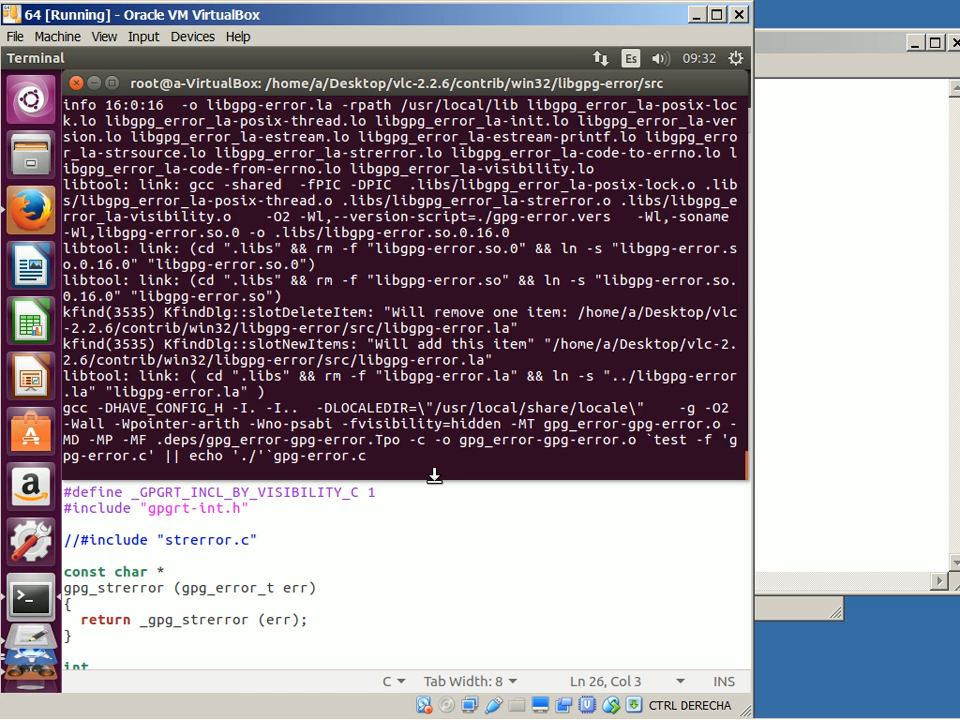 64 [Running] - Oracle VM VirtualBox
File Machine View Input Devices Help
Terminal
Es
09:32
root@a-VirtualBox: /home/a/Desktop/vlc-2.2.6/contrib/win32/libgpg-error/src
info 16:0:16  -o libgpg-error.la -rpath /usr/local/lib libgpg_error_la-posix-loc
k.lo libgpg_error_la-posix-thread.lo libgpg_error_la-init.lo libgpg_error_la-ver
sion.lo libgpg_error_la-estream.lo libgpg_error_la-estream-printf.lo libgpg_erro
r_la-strsource.lo libgpg_error_la-strerror.lo libgpg_error_la-code-to-errno.lo l
ibgpg_error_la-code-from-errno.lo libgpg_error_la-visibility.lo
libtool: link: gcc -shared  -fPIC -DPIC  .libs/libgpg_error_la-posix-lock.o .lib
s/libgpg_error_la-posix-thread.o .libs/libgpg_error_la-strerror.o .libs/libgpg_e
rror_la-visibility.o    -O2 -Wl,--version-script=./gpg-error.vers   -Wl,-soname 
-Wl,libgpg-error.so.0 -o .libs/libgpg-error.so.0.16.0
libtool: link: (cd ".libs" && rm -f "libgpg-error.so.0" && ln -s "libgpg-error.s
o.0.16.0" "libgpg-error.so.0")
libtool: link: (cd ".libs" && rm -f "libgpg-error.so" && ln -s "libgpg-error.so.
0.16.0" "libgpg-error.so")
kfind(3535) KfindDlg::slotDeleteItem: "Will remove one item: /home/a/Desktop/vlc
-2.2.6/contrib/win32/libgpg-error/src/libgpg-error.la"
kfind(3535) KfindDlg::slotNewItems: "Will add this item" "/home/a/Desktop/vlc-2.
2.6/contrib/win32/libgpg-error/src/libgpg-error.la"
libtool: link: ( cd ".libs" && rm -f "libgpg-error.la" && ln -s "../libgpg-error
.la" "libgpg-error.la" )
gcc -DHAVE_CONFIG_H -I. -I..  -DLOCALEDIR=\"/usr/local/share/locale\"    -g -O2 
-Wall -Wpointer-arith -Wno-psabi -fvisibility=hidden -MT gpg_error-gpg-error.o -
MD -MP -MF .deps/gpg_error-gpg-error.Tpo -c -o gpg_error-gpg-error.o `test -f 'g
pg-error.c' || echo './'`gpg-error.c
#define _GPGRT_INCL_BY_VISIBILITY_C 1
#include "gpgrt-int.h"
//#include "strerror.c"
const char *
gpg_strerror (gpg_error_t err)
{
return _gpg_strerror (err);
}
int
C
Tab Width: 8
Ln 26, Col 3
INS
CTRL DERECHA